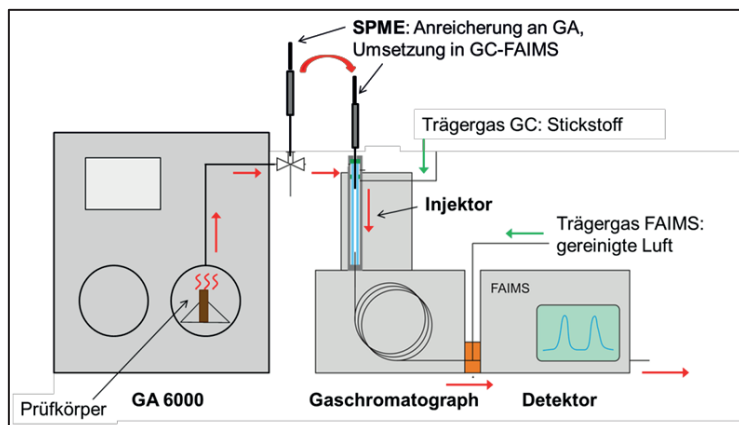 SPME: Anreicherung an GA,
Umsetzung in GC-FAIMS
Trägergas GC: Stickstoff
Injektor
Trägergas FAIMS:
gereinigte Luft
FAIMS
Prüfkörper
GA 6000
Gaschromatograph
Detektor